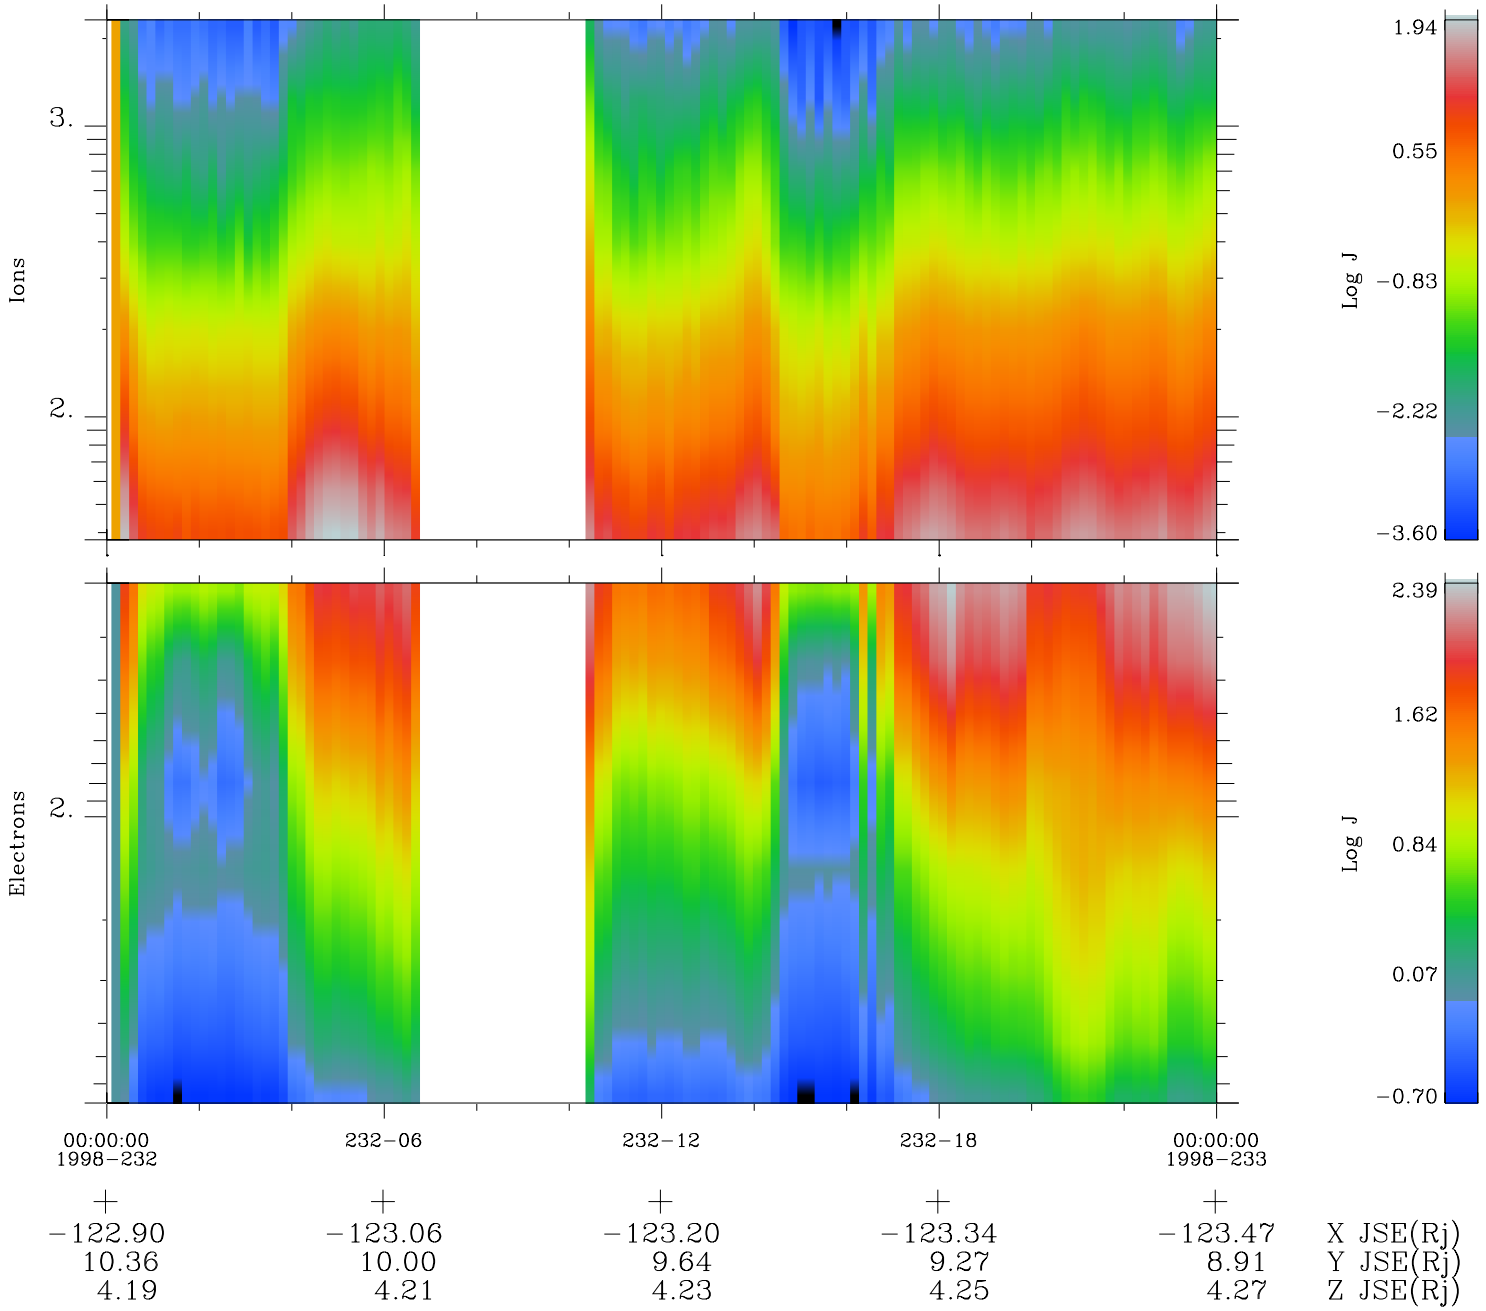 3.
2.
Ions
Log J
1.94
0.55
−0.83
−2.22
−3.60
2.
Electrons
Log J
2.39
1.62
0.84
0.07
−0.70
00:00:00 232−06 232−12 232−18 00:00:00
1998−232 1998−233
−122.90 −123.06 −123.20 −123.34 −123.47 X JSE(Rj)
10.36 10.00 9.64 9.27 8.91 Y JSE(Rj)
4.19 4.21 4.23 4.25 4.27 Z JSE(Rj)